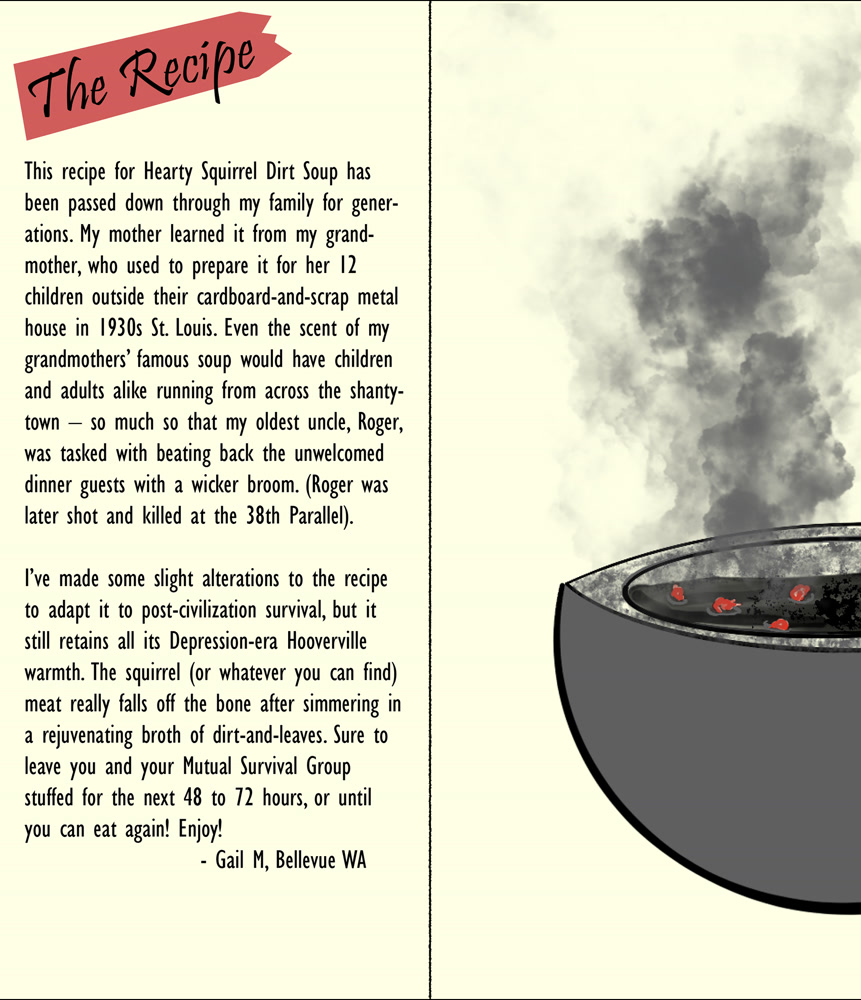 The Recipe
This recipe for Hearty Squirrel Dirt Soup has
been passed down through my family for gener-
ations. My mother learned it from my grand-
mother, who used to prepare it for her 12
children outside their cardboard-and-scrap metal
house in 1930s St. Louis. Even the scent of my
grandmothers’ famous soup would have children
and adults alike running from across the shanty-
town – so much so that my oldest uncle, Roger,
was tasked with beating back the unwelcomed
dinner guests with a wicker broom. (Roger was
later shot and killed at the 38th Parallel).
I’ve made some slight alterations to the recipe
to adapt it to post-civilization survival, but it
still retains all its Depression-era Hooverville
warmth. The squirrel (or whatever you can find)
meat really falls off the bone after simmering in
a rejuvenating broth of dirt-and-leaves. Sure to
leave you and your Mutual Survival Group
stuffed for the next 48 to 72 hours, or until
you can eat again! Enjoy!
- Gail M, Bellevue WA